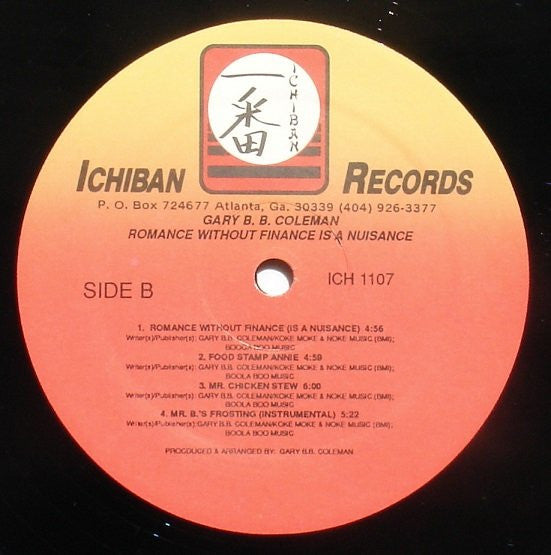 一番
ICHIBAN
ICHIBAN RECORDS
P. O. Box 724677 Atlanta, Ga. 30339 (404) 926-3377
GARY B. B. COLEMAN
ROMANCE WITHOUT FINANCE IS A NUISANCE
SIDE B
ICH 1107
1. ROMANCE WITHOUT FINANCE (IS A NUISANCE) 4:56
Writer(s)/Publisher(s): GARY B.B. COLEMAN/KOKE MOKE & NOKE MUSIC (BMI);
BOOGA BOO MUSIC
2. FOOD STAMP ANNIE 4:59
Writer(s)/Publisher(s): GARY B.B. COLEMAN/KOKE MOKE & NOKE MUSIC (BMI);
BOOLA BOO MUSIC
3. MR. CHICKEN STEW 6:00
Writer(s)/Publisher(s): GARY B.B. COLEMAN/KOKE MOKE & NOKE MUSIC (BMI);
BOOLA BOO MUSIC
4. MR. B.'S FROSTING (INSTRUMENTAL) 5:22
Writer(s)/Publisher(s): GARY B.B. COLEMAN/KOKE MOKE & NOKE MUSIC (BMI);
BOOLA BOO MUSIC
PROCDUCED & ARRANGED BY: GARY B.B. COLEMAN